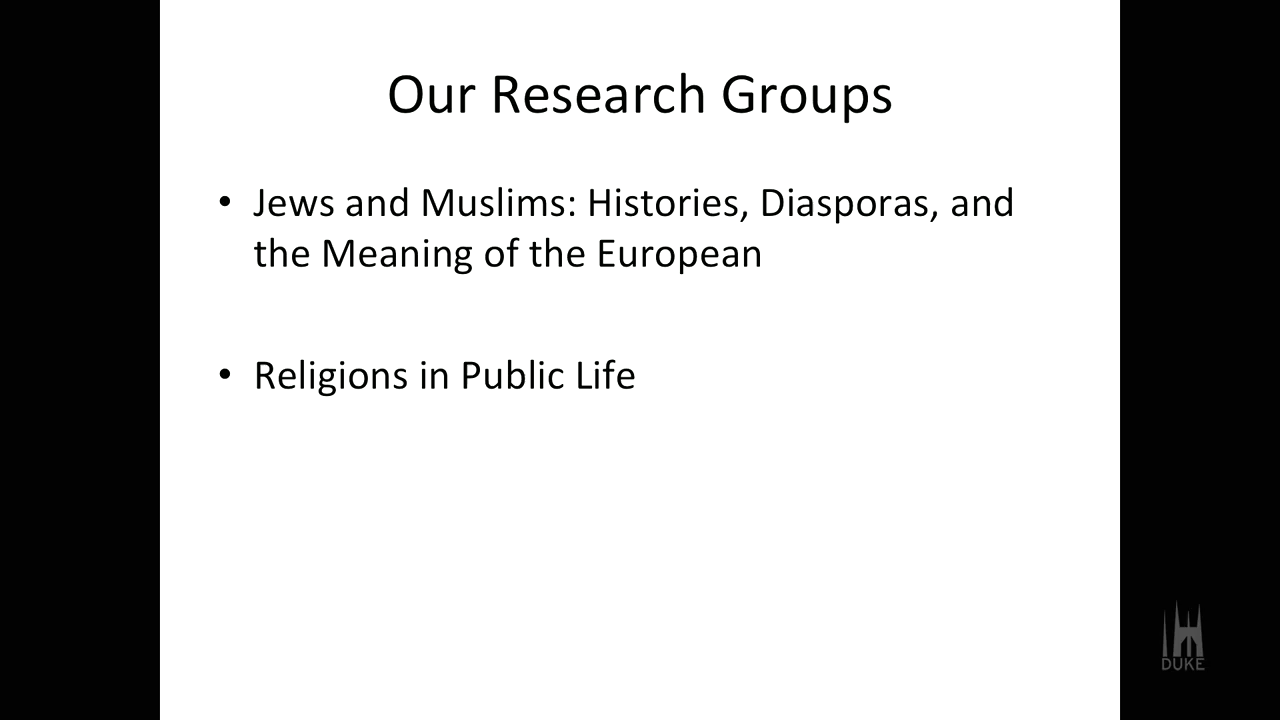 Our Research Groups
• Jews and Muslims: Histories, Diasporas, and
the Meaning of the European
• Religions in Public Life
DUKE